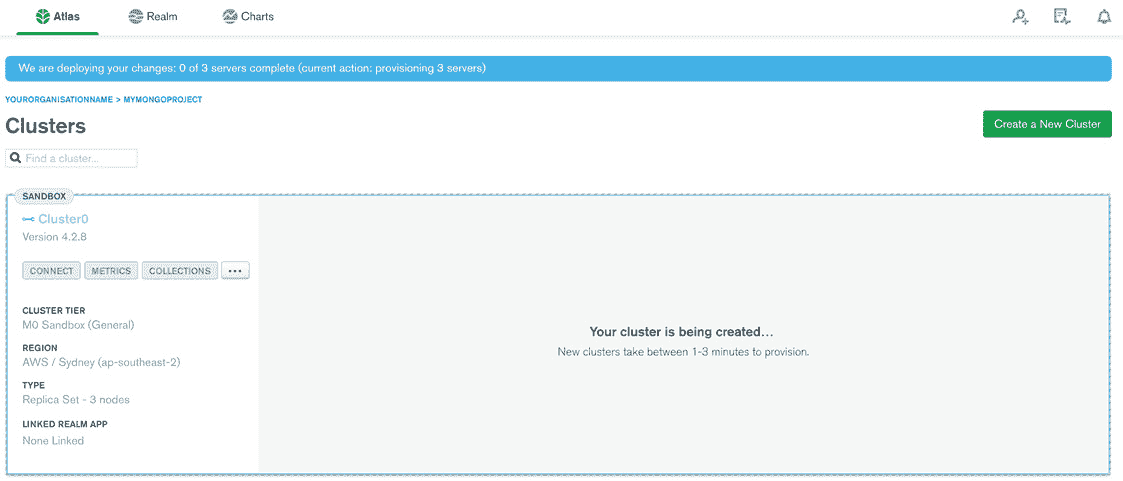 Atlas Realm Charts
We are deploying your changes: 0 of 3 servers complete (current action: provisioning 3 servers)
YOURORGANISATIONNAME > MYMONGOPROJECT
Clusters
Create a New Cluster
Find a cluster...
SANDBOX
Cluster0
Version 4.2.8
CONNECT METRICS COLLECTIONS ...
CLUSTER TIER
M0 Sandbox (General)
REGION
AWS / Sydney (ap-southeast-2)
TYPE
Replica Set - 3 nodes
LINKED REALM APP
None Linked
Your cluster is being created...
New clusters take between 1-3 minutes to provision.